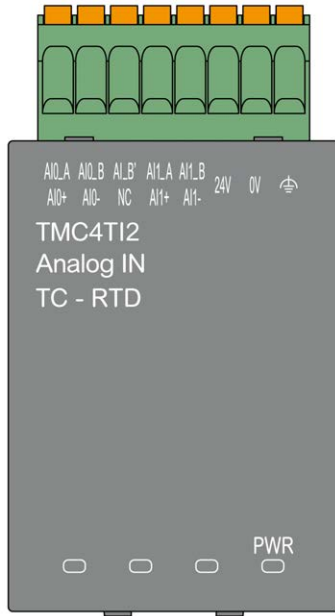 AI0_A AI0_B AI_B' AI1_A AI1_B 24V 0V
AI0+ AI0- NC AI1+ AI1-
TMC4TI2
Analog IN
TC - RTD
PWR